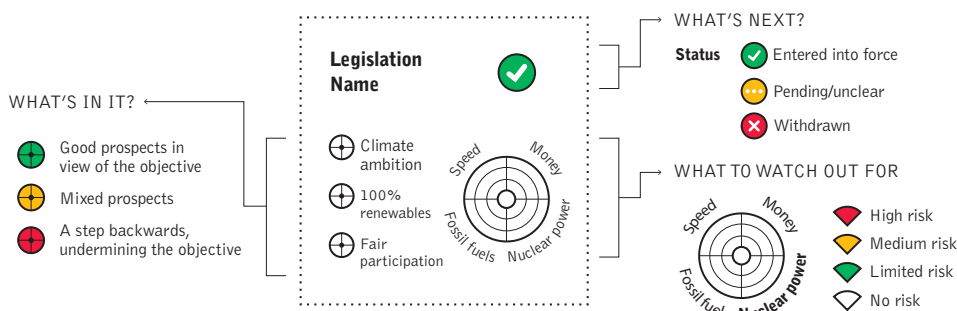 WHAT'S IN IT?
Good prospects in
view of the objective
Mixed prospects
A step backwards,
undermining the objective
Legislation
Name
Climate
ambition
100%
renewables
Fair
participation
Speed
Money
Fossil fuels
Nuclear power
WHAT'S NEXT?
Status
Entered into force
Pending/unclear
Withdrawn
WHAT TO WATCH OUT FOR
Speed
Money
Fossil fuels
Nuclear power
High risk
Medium risk
Limited risk
No risk